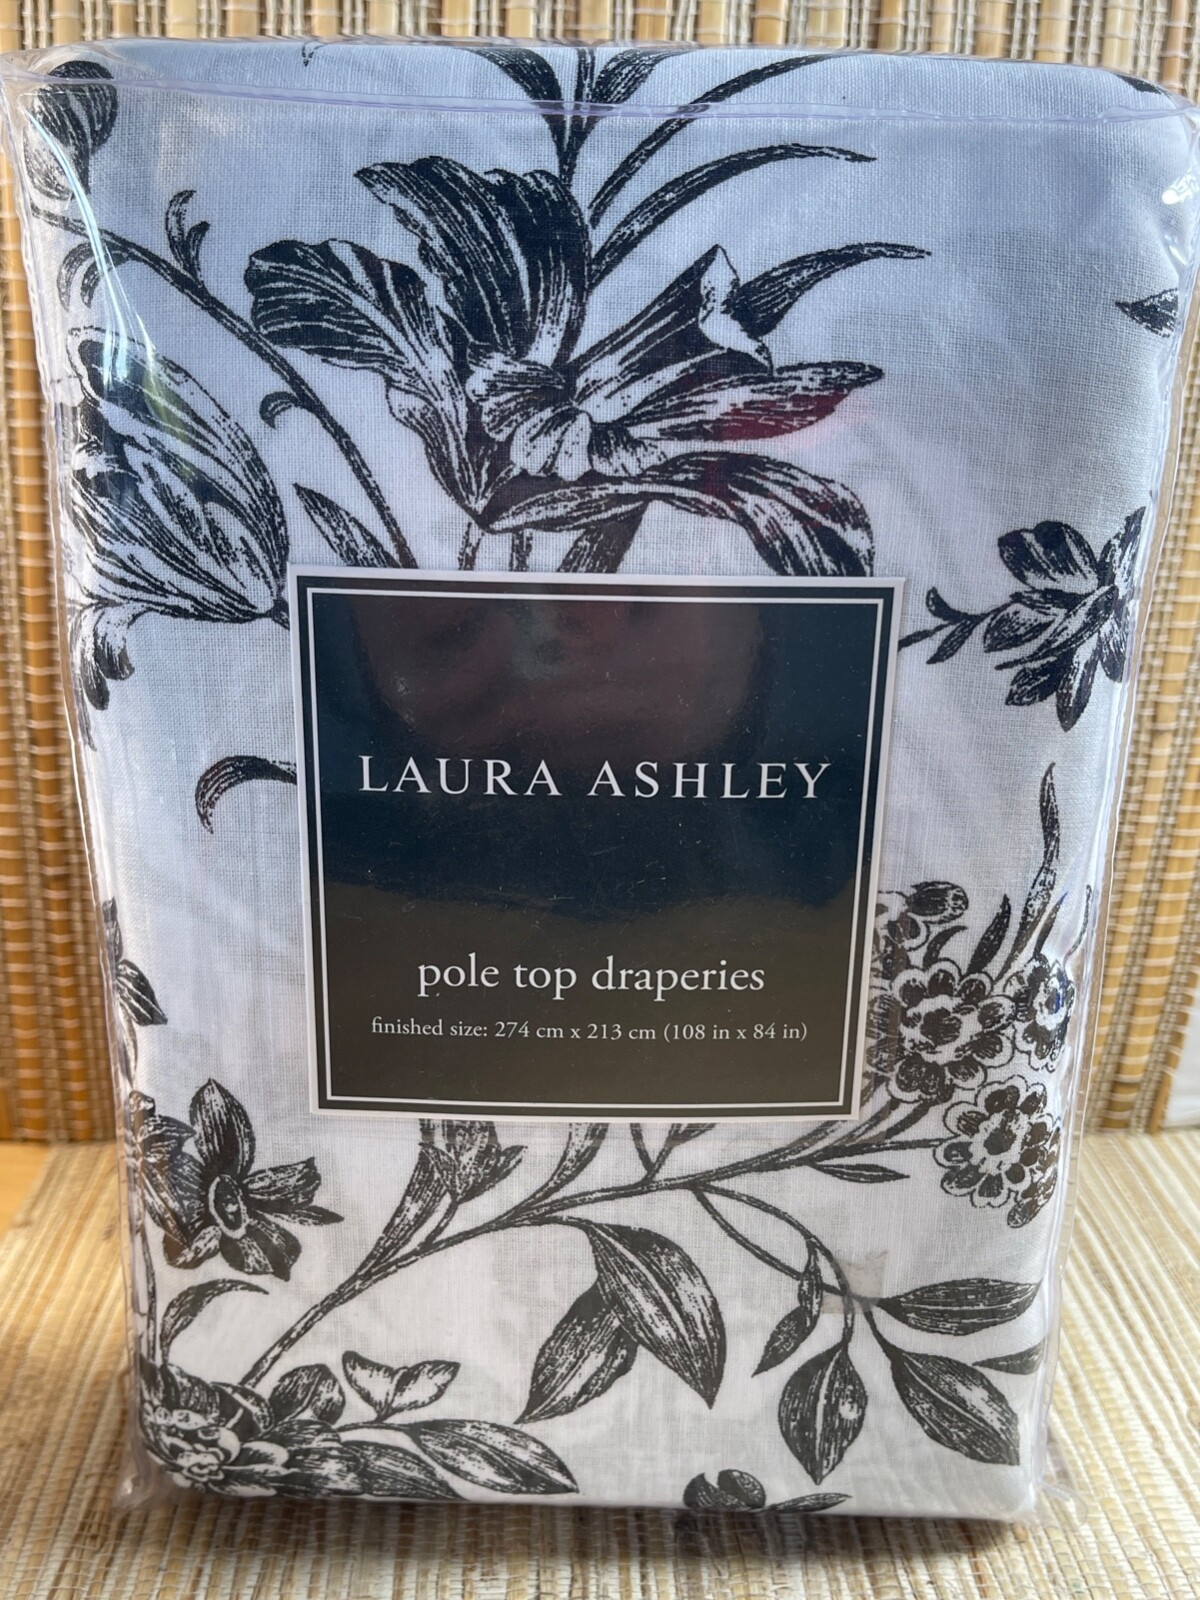 LAURA ASHLEY
pole top draperies
finished size: 274 cm x 213 cm (108 in x 84 in)